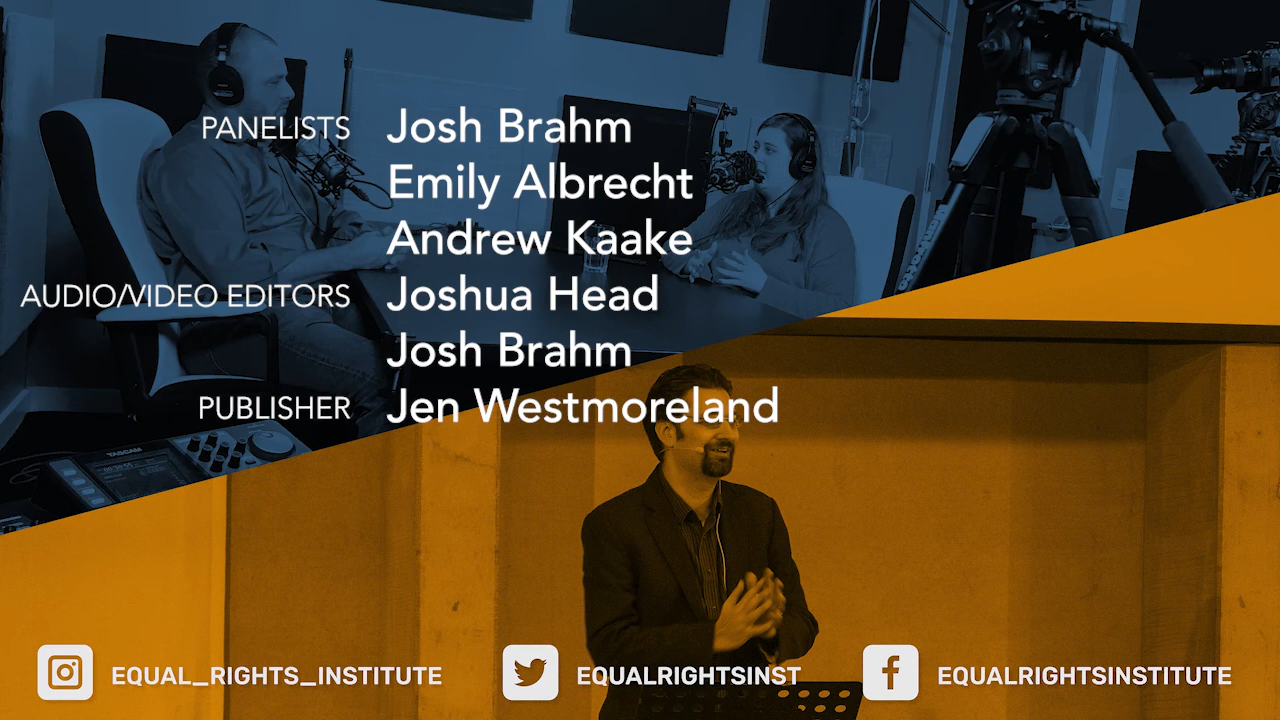 PANELISTS Josh Brahm
Emily Albrecht
Andrew Kaake
AUDIO/VIDEO EDITORS Joshua Head
Josh Brahm
PUBLISHER Jen Westmoreland
TASCAM
EQUAL_RIGHTS_INSTITUTE EQUALRIGHTSINST EQUALRIGHTSINSTITUTE